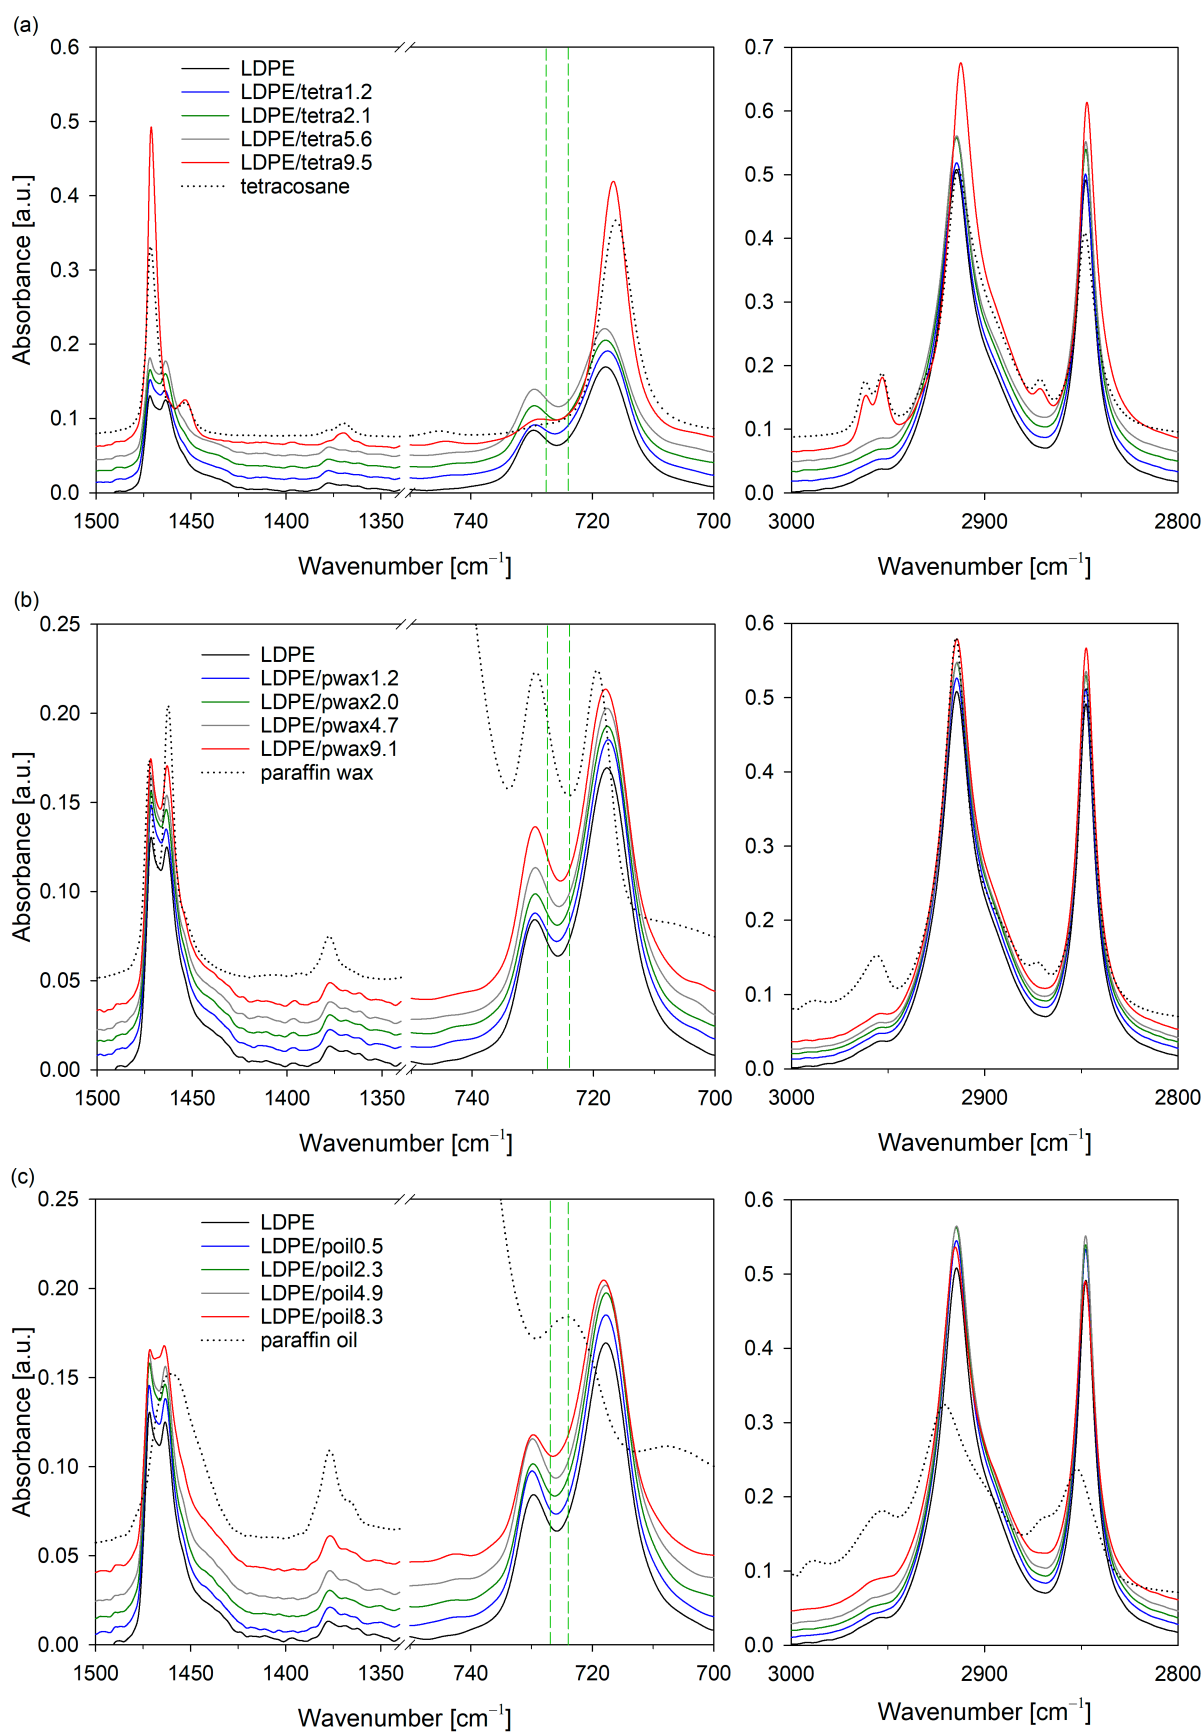 (a)
0.6
0.5
0.4
0.3
0.2
0.1
0.0
Absorbance [a.u.]
LDPE
LDPE/tetra1.2
LDPE/tetra2.1
LDPE/tetra5.6
LDPE/tetra9.5
tetracosane
1500 1450 1400 1350 740 720 700
Wavenumber [cm⁻¹]
0.7
0.6
0.5
0.4
0.3
0.2
0.1
0.0
3000 2900 2800
Wavenumber [cm⁻¹]
(b)
0.25
0.20
0.15
0.10
0.05
0.00
Absorbance [a.u.]
LDPE
LDPE/pwax1.2
LDPE/pwax2.0
LDPE/pwax4.7
LDPE/pwax9.1
paraffin wax
1500 1450 1400 1350 740 720 700
Wavenumber [cm⁻¹]
0.6
0.5
0.4
0.3
0.2
0.1
0.0
3000 2900 2800
Wavenumber [cm⁻¹]
(c)
0.25
0.20
0.15
0.10
0.05
0.00
Absorbance [a.u.]
LDPE
LDPE/poil0.5
LDPE/poil2.3
LDPE/poil4.9
LDPE/poil8.3
paraffin oil
1500 1450 1400 1350 740 720 700
Wavenumber [cm⁻¹]
0.6
0.5
0.4
0.3
0.2
0.1
0.0
3000 2900 2800
Wavenumber [cm⁻¹]